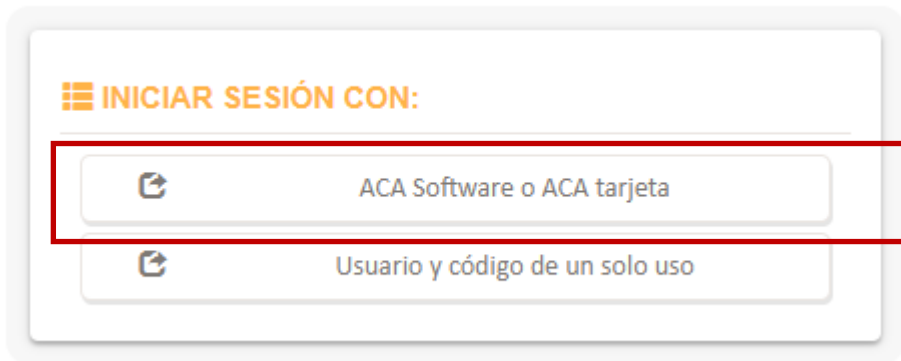 INICIAR SESIÓN CON:
ACA Software o ACA tarjeta
Usuario y código de un solo uso